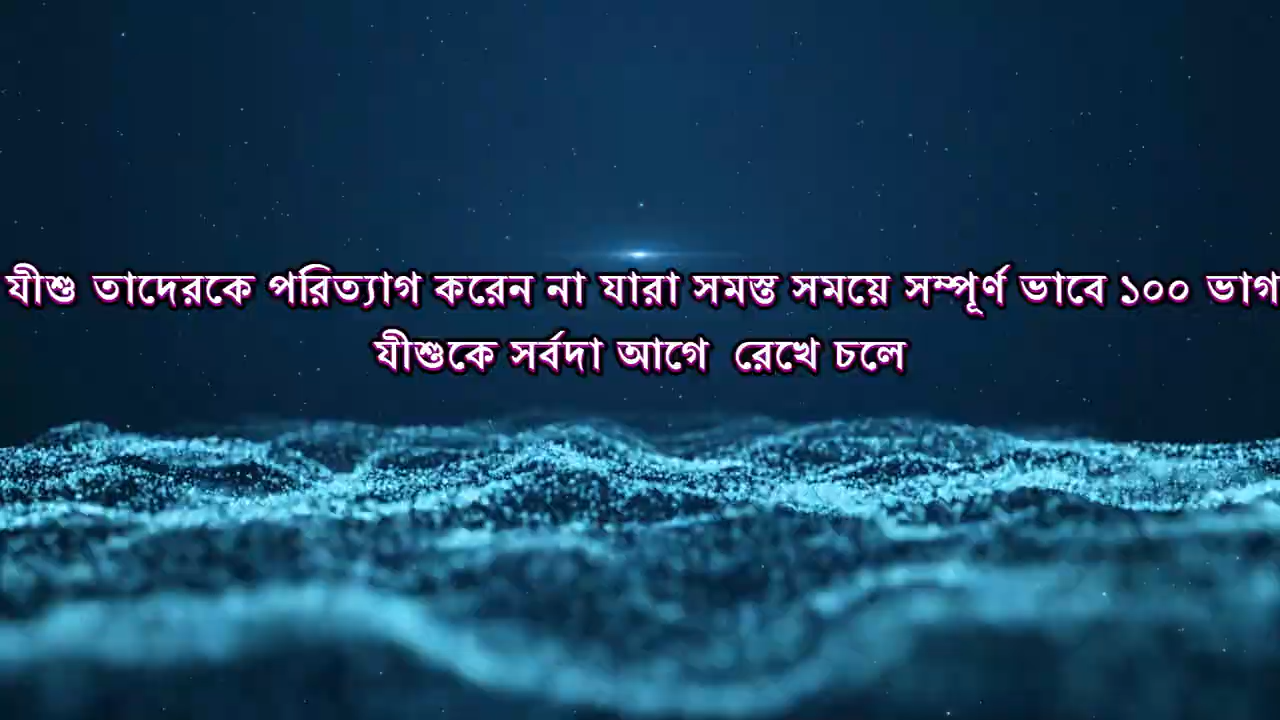 যীশু তাদেরকে পরিত্যাগ করেন না যারা সমস্ত সময়ে সম্পূর্ণ ভাবে ১০০ ভাগ
যীশুকে সর্বদা আগে রেখে চলে